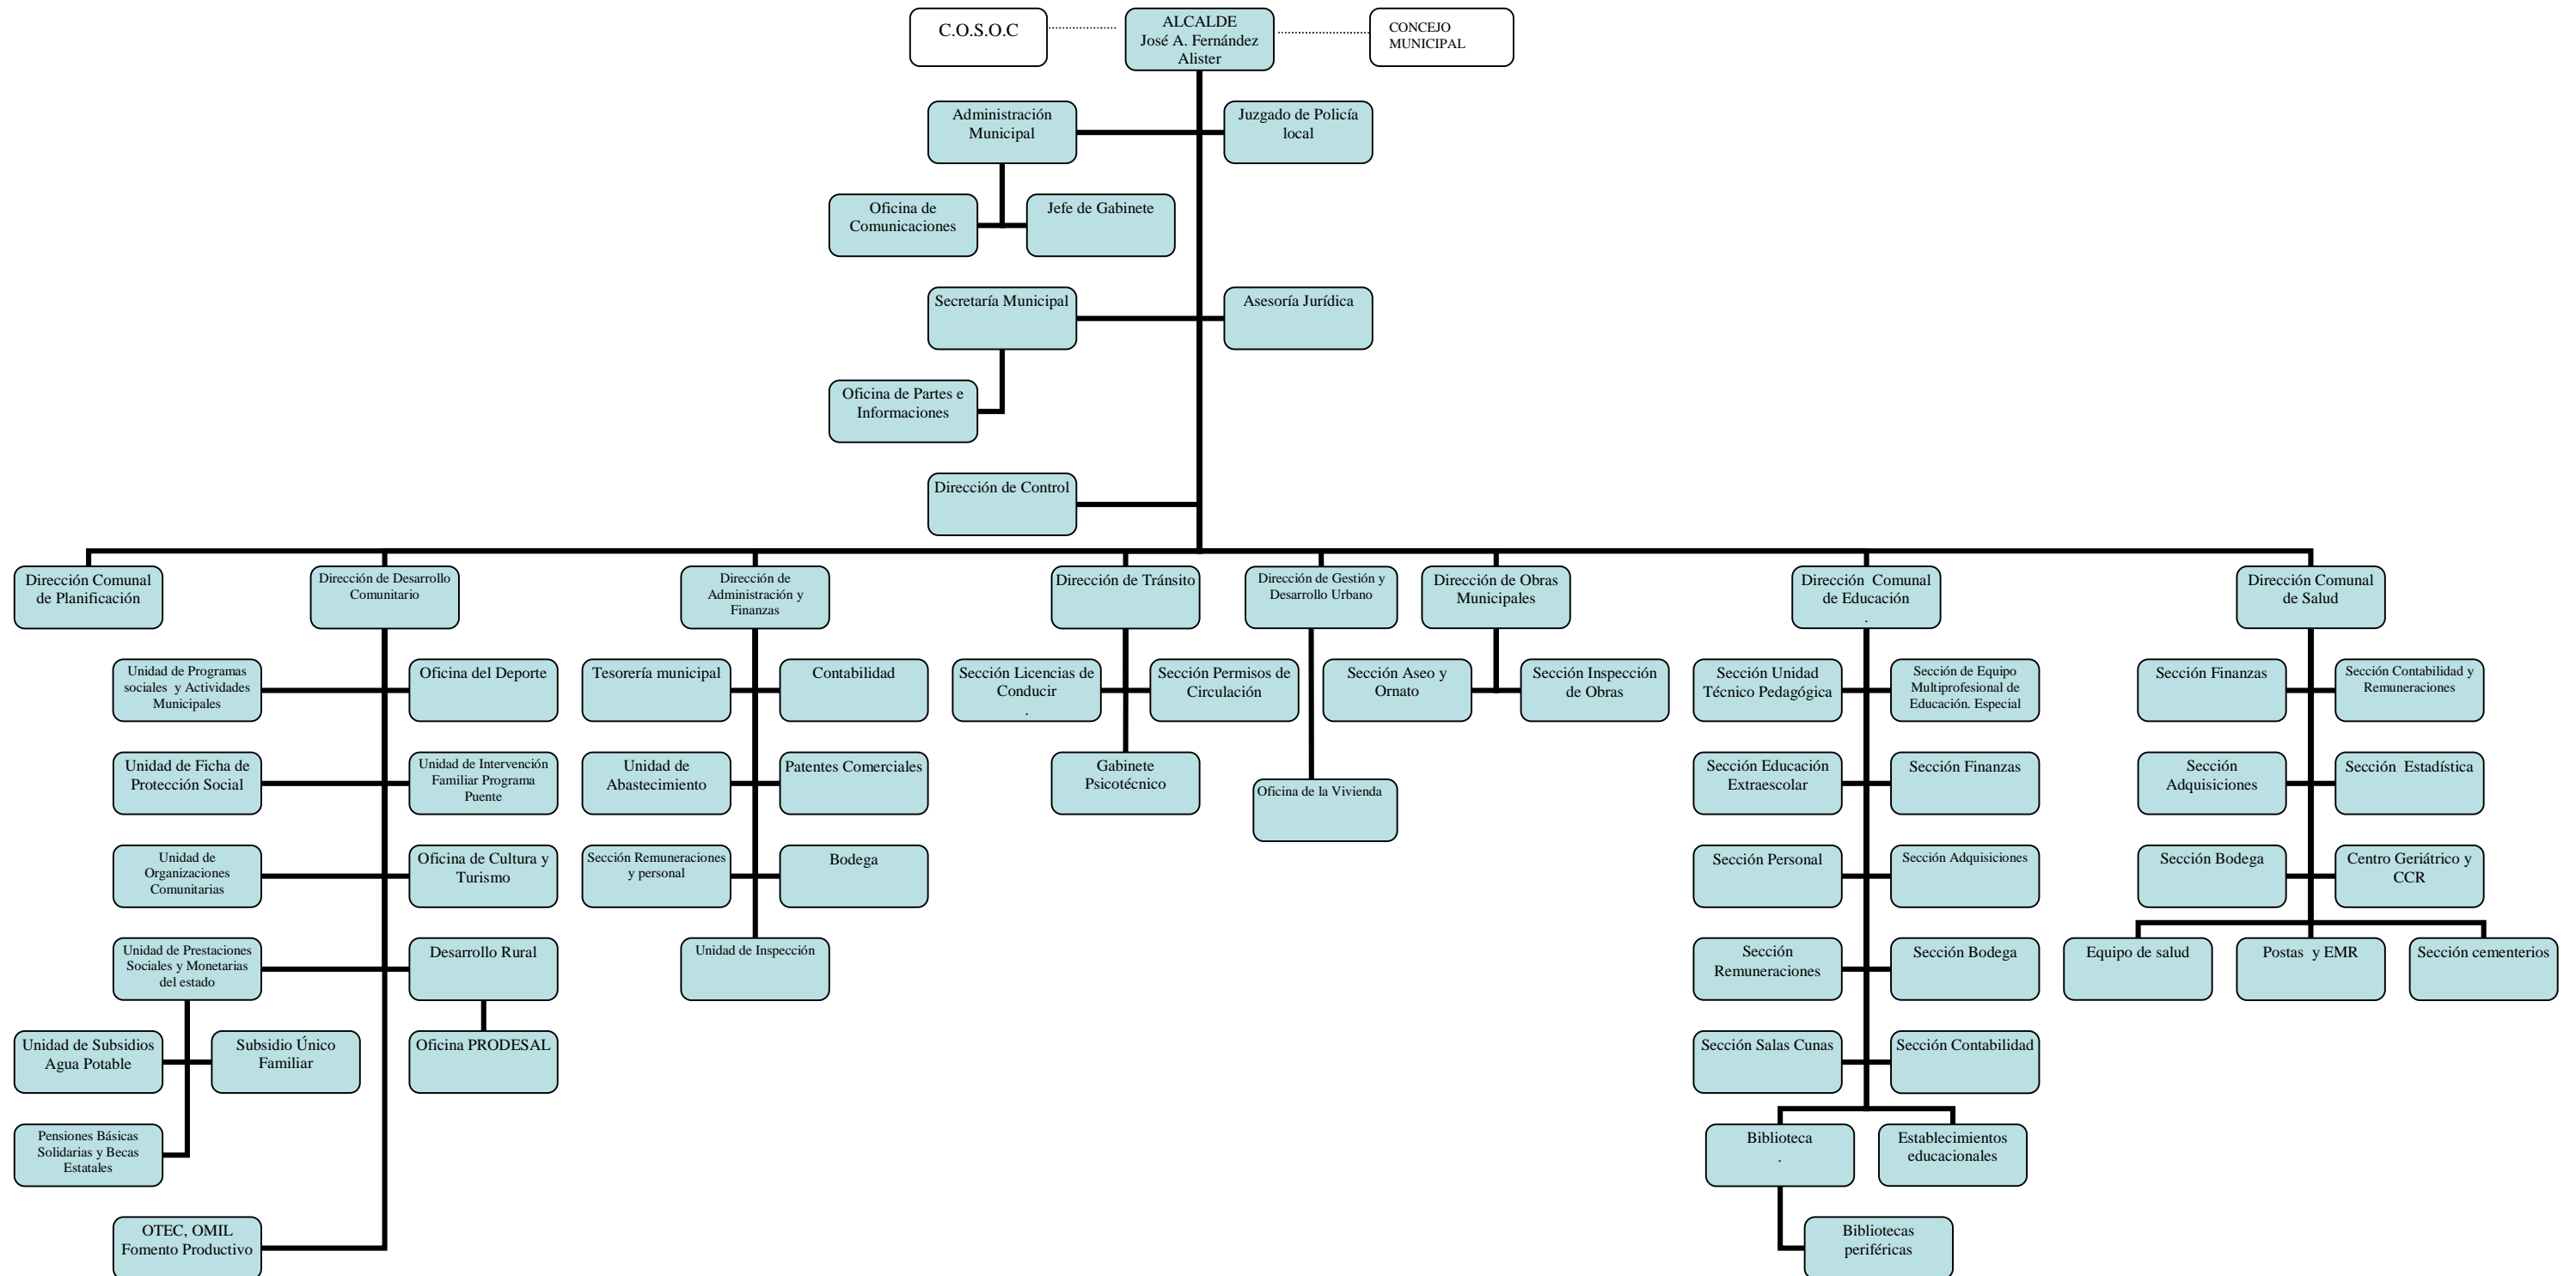 C.O.S.O.C
ALCALDE
José A. Fernández
Alister
CONCEJO
MUNICIPAL
Administración
Municipal
Juzgado de Policía
local
Oficina de
Comunicaciones
Jefe de Gabinete
Secretaría Municipal
Asesoría Jurídica
Oficina de Partes e
Informaciones
Dirección de Control
Dirección Comunal
de Planificación
Dirección de Desarrollo
Comunitario
Dirección de
Administración y
Finanzas
Dirección de Tránsito
Dirección de Gestión y
Desarrollo Urbano
Dirección de Obras
Municipales
Dirección Comunal
de Educación
.
Dirección Comunal
de Salud
Unidad de Programas
sociales y Actividades
Municipales
Oficina del Deporte
Tesorería municipal
Contabilidad
Sección Licencias de
Conducir
.
Sección Permisos de
Circulación
Sección Aseo y
Ornato
Sección Inspección
de Obras
Sección Unidad
Técnico Pedagógica
Sección de Equipo
Multiprofesional de
Educación. Especial
Sección Finanzas
Sección Contabilidad y
Remuneraciones
Unidad de Ficha de
Protección Social
Unidad de Intervención
Familiar Programa
Puente
Unidad de
Abastecimiento
Patentes Comerciales
Gabinete
Psicotécnico
Oficina de la Vivienda
Sección Educación
Extraescolar
Sección Finanzas
Sección
Adquisiciones
Sección Estadística
Unidad de
Organizaciones
Comunitarias
Oficina de Cultura y
Turismo
Sección Remuneraciones
y personal
Bodega
Sección Personal
Sección Adquisiciones
Sección Bodega
Centro Geriátrico y
CCR
Unidad de Prestaciones
Sociales y Monetarias
del estado
Desarrollo Rural
Unidad de Inspección
Sección
Remuneraciones
Sección Bodega
Equipo de salud
Postas y EMR
Sección cementerios
Unidad de Subsidios
Agua Potable
Subsidio Único
Familiar
Oficina PRODESAL
Sección Salas Cunas
Sección Contabilidad
Pensiones Básicas
Solidarias y Becas
Estatales
Biblioteca
.
Establecimientos
educacionales
OTEC, OMIL
Fomento Productivo
Bibliotecas
periféricas